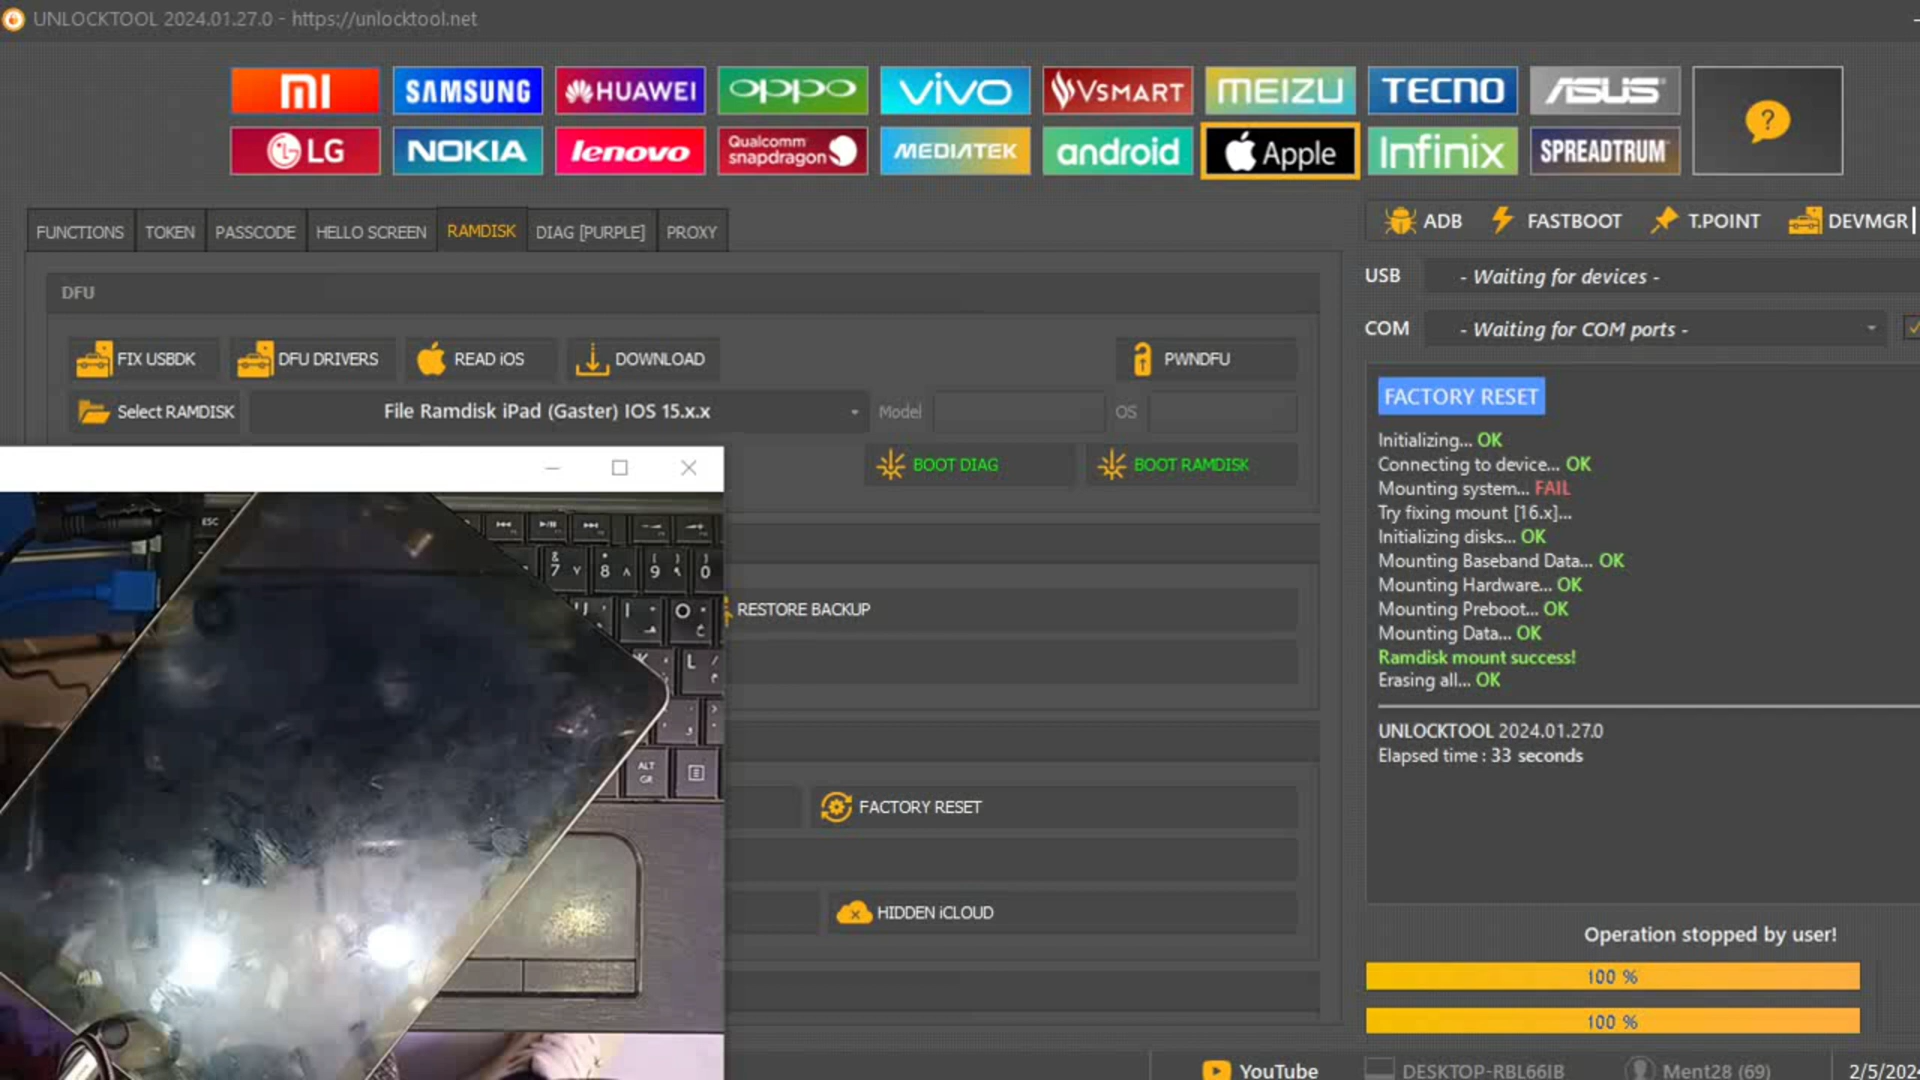 UNLOCKTOOL 2024.01.27.0 - https://unlocktool.net
MI SAMSUNG HUAWEI oppo vivo VSMART MEIZU TECNO ASUS ?
LG NOKIA lenovo Qualcomm snapdragon MEDIATEK android Apple Infinix SPREADTRUM
FUNCTIONS TOKEN PASSCODE HELLO SCREEN RAMDISK DIAG [PURPLE] PROXY
ADB FASTBOOT T.POINT DEVMGR
DFU
USB - Waiting for devices -
COM - Waiting for COM ports -
FIX USBDK DFU DRIVERS READ iOS DOWNLOAD PWNDFU
Select RAMDISK File Ramdisk iPad (Gaster) IOS 15.x.x Model OS
BOOT DIAG BOOT RAMDISK
RESTORE BACKUP
FACTORY RESET
HIDDEN iCLOUD
FACTORY RESET
Initializing... OK
Connecting to device... OK
Mounting system... FAIL
Try fixing mount [16.x]...
Initializing disks... OK
Mounting Baseband Data... OK
Mounting Hardware... OK
Mounting Preboot... OK
Mounting Data... OK
Ramdisk mount success!
Erasing all... OK
UNLOCKTOOL 2024.01.27.0
Elapsed time : 33 seconds
Operation stopped by user!
100 %
100 %
YouTube DESKTOP-RBL66IB Ment28 (69)
ESC
7 8 9 0
U I O
K L
ALT GR